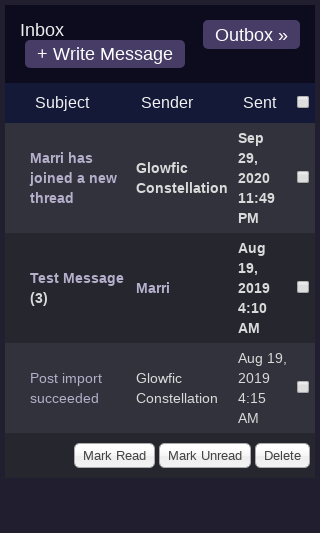 Inbox
+ Write Message
Outbox »
Subject Sender Sent
Marri has joined a new thread
Glowfic Constellation
Sep 29, 2020 11:49 PM
Test Message (3)
Marri
Aug 19, 2019 4:10 AM
Post import succeeded
Glowfic Constellation
Aug 19, 2019 4:15 AM
Mark Read Mark Unread Delete